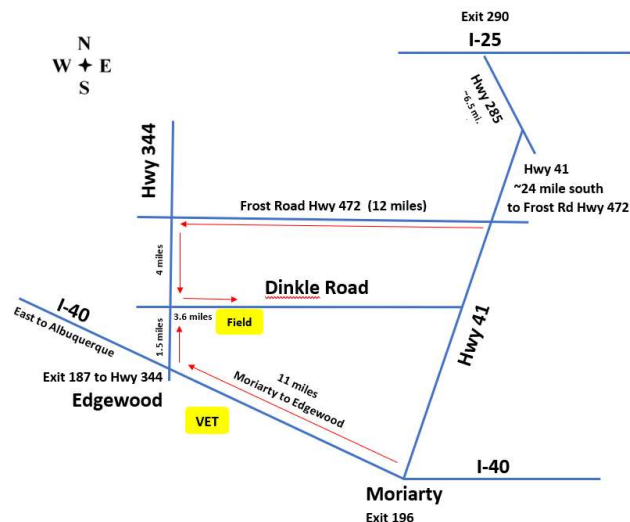 Exit 290
I-25
N
W E
S
Hwy 285
~6.5 mi.
Hwy 344
Hwy 41
~24 mile south
to Frost Rd Hwy 472
Frost Road Hwy 472 (12 miles)
4 miles
Dinkle Road
I-40
East to Albuquerque
3.6 miles
Field
1.5 miles
Hwy 41
Exit 187 to Hwy 344
Edgewood
11 miles
Moriarty to Edgewood
VET
I-40
Moriarty
Exit 196